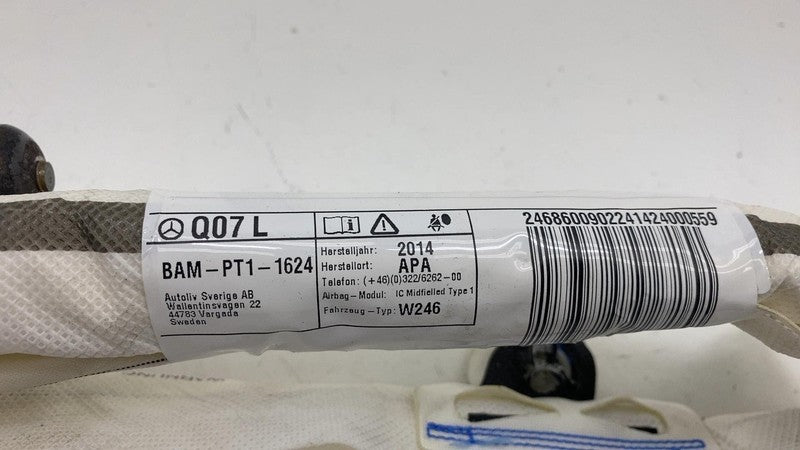 Q07 L
BAM-PT1-1624
Autoliv Sverige AB
Wallentinsvagen 22
44783 Vargada
Sweden
Herstelljahr: 2014
Herstellort: APA
Telefon: (+46)(0)322/6262-00
Airbag-Modul: IC Midfielled Type 1
Fahrzeug-Typ: W246
2468600902241424000559